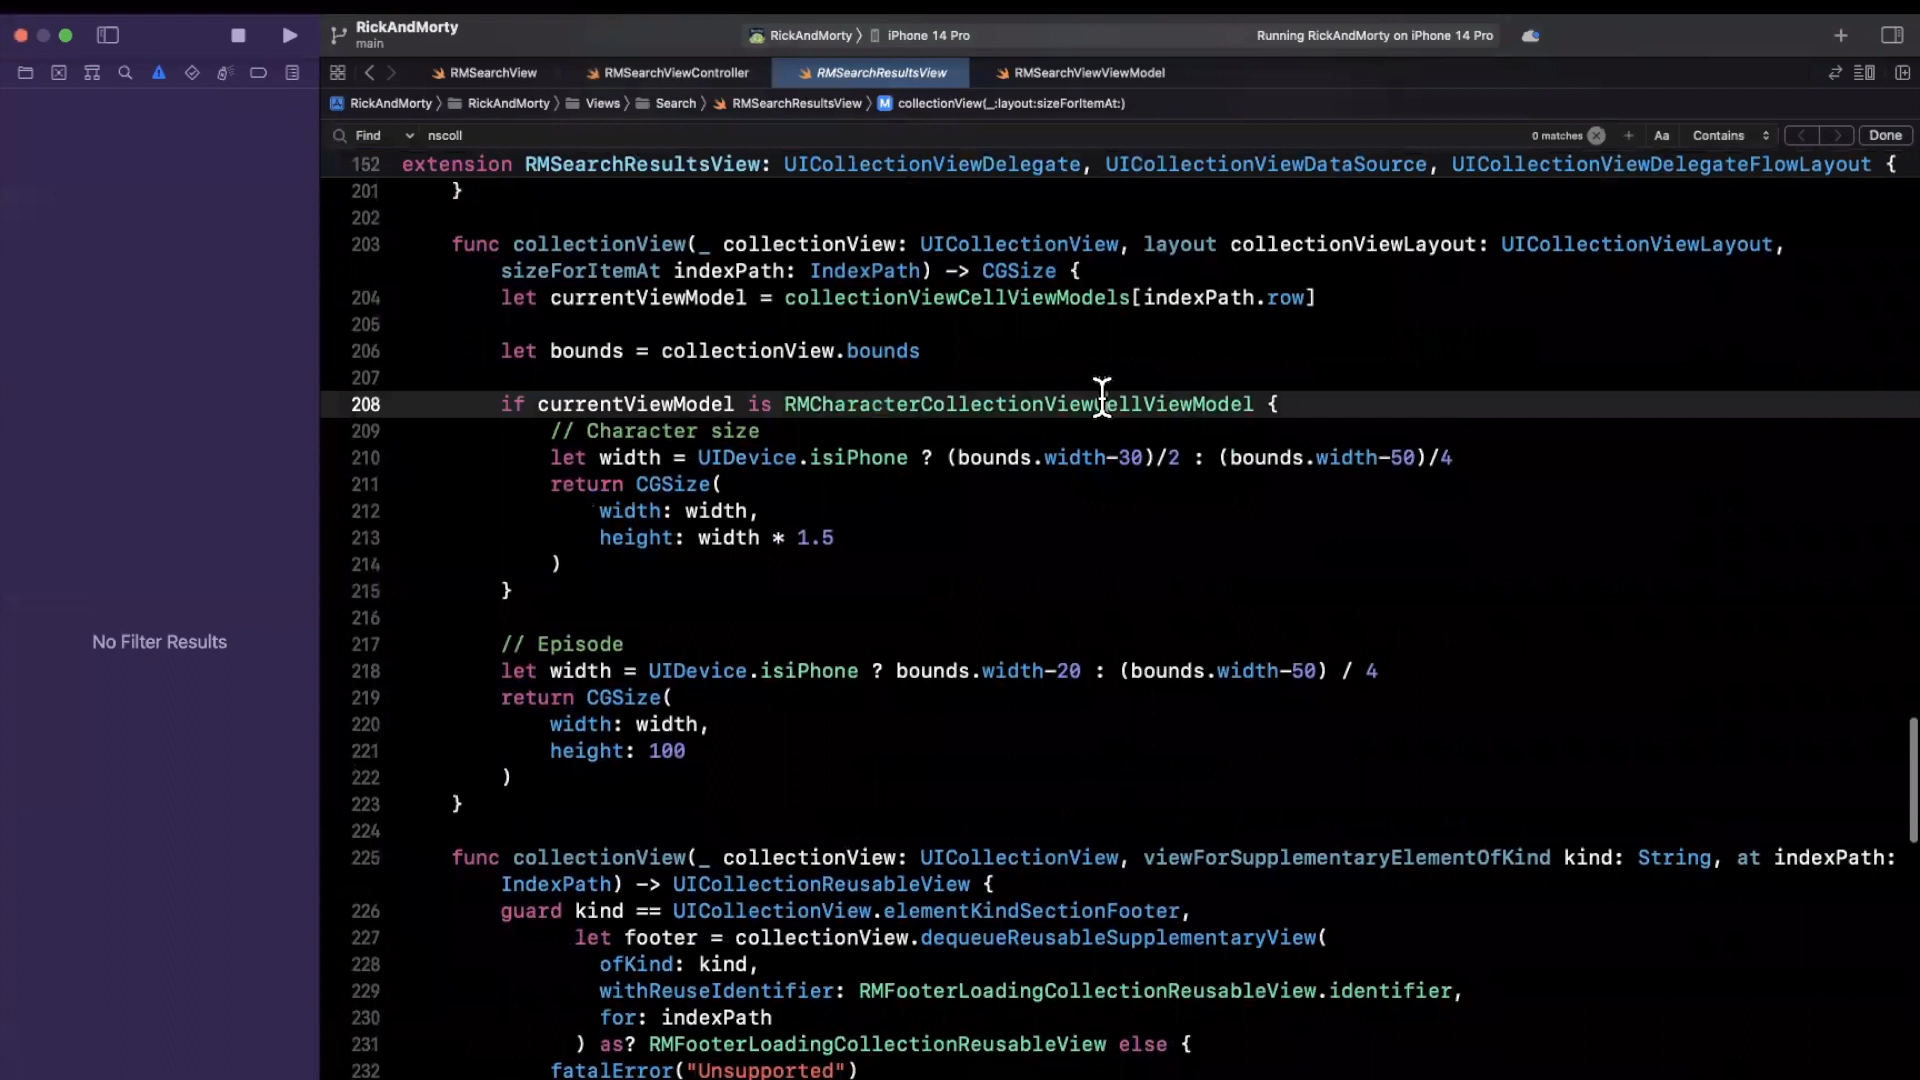 RickAndMorty
main
RickAndMorty 〉 iPhone 14 Pro
Running RickAndMorty on iPhone 14 Pro
RMSearchView
RMSearchViewController
RMSearchResultsView
RMSearchViewViewModel
RickAndMorty 〉 RickAndMorty 〉 Views 〉 Search 〉 RMSearchResultsView 〉 M collectionView(_:layout:sizeForItemAt:)
Find nscoll 0 matches Aa Contains Done
152 extension RMSearchResultsView: UICollectionViewDelegate, UICollectionViewDataSource, UICollectionViewDelegateFlowLayout {
201 }
202
203 func collectionView(_ collectionView: UICollectionView, layout collectionViewLayout: UICollectionViewLayout,
sizeForItemAt indexPath: IndexPath) -> CGSize {
204 let currentViewModel = collectionViewCellViewModels[indexPath.row]
205
206 let bounds = collectionView.bounds
207
208 if currentViewModel is RMCharacterCollectionViewCellViewModel {
209 // Character size
210 let width = UIDevice.isiPhone ? (bounds.width-30)/2 : (bounds.width-50)/4
211 return CGSize(
212 width: width,
213 height: width * 1.5
214 )
215 }
216
217 // Episode
218 let width = UIDevice.isiPhone ? bounds.width-20 : (bounds.width-50) / 4
219 return CGSize(
220 width: width,
221 height: 100
222 )
223 }
224
225 func collectionView(_ collectionView: UICollectionView, viewForSupplementaryElementOfKind kind: String, at indexPath:
IndexPath) -> UICollectionReusableView {
226 guard kind == UICollectionView.elementKindSectionFooter,
227 let footer = collectionView.dequeueReusableSupplementaryView(
228 ofKind: kind,
229 withReuseIdentifier: RMFooterLoadingCollectionReusableView.identifier,
230 for: indexPath
231 ) as? RMFooterLoadingCollectionReusableView else {
232 fatalError("Unsupported")
No Filter Results